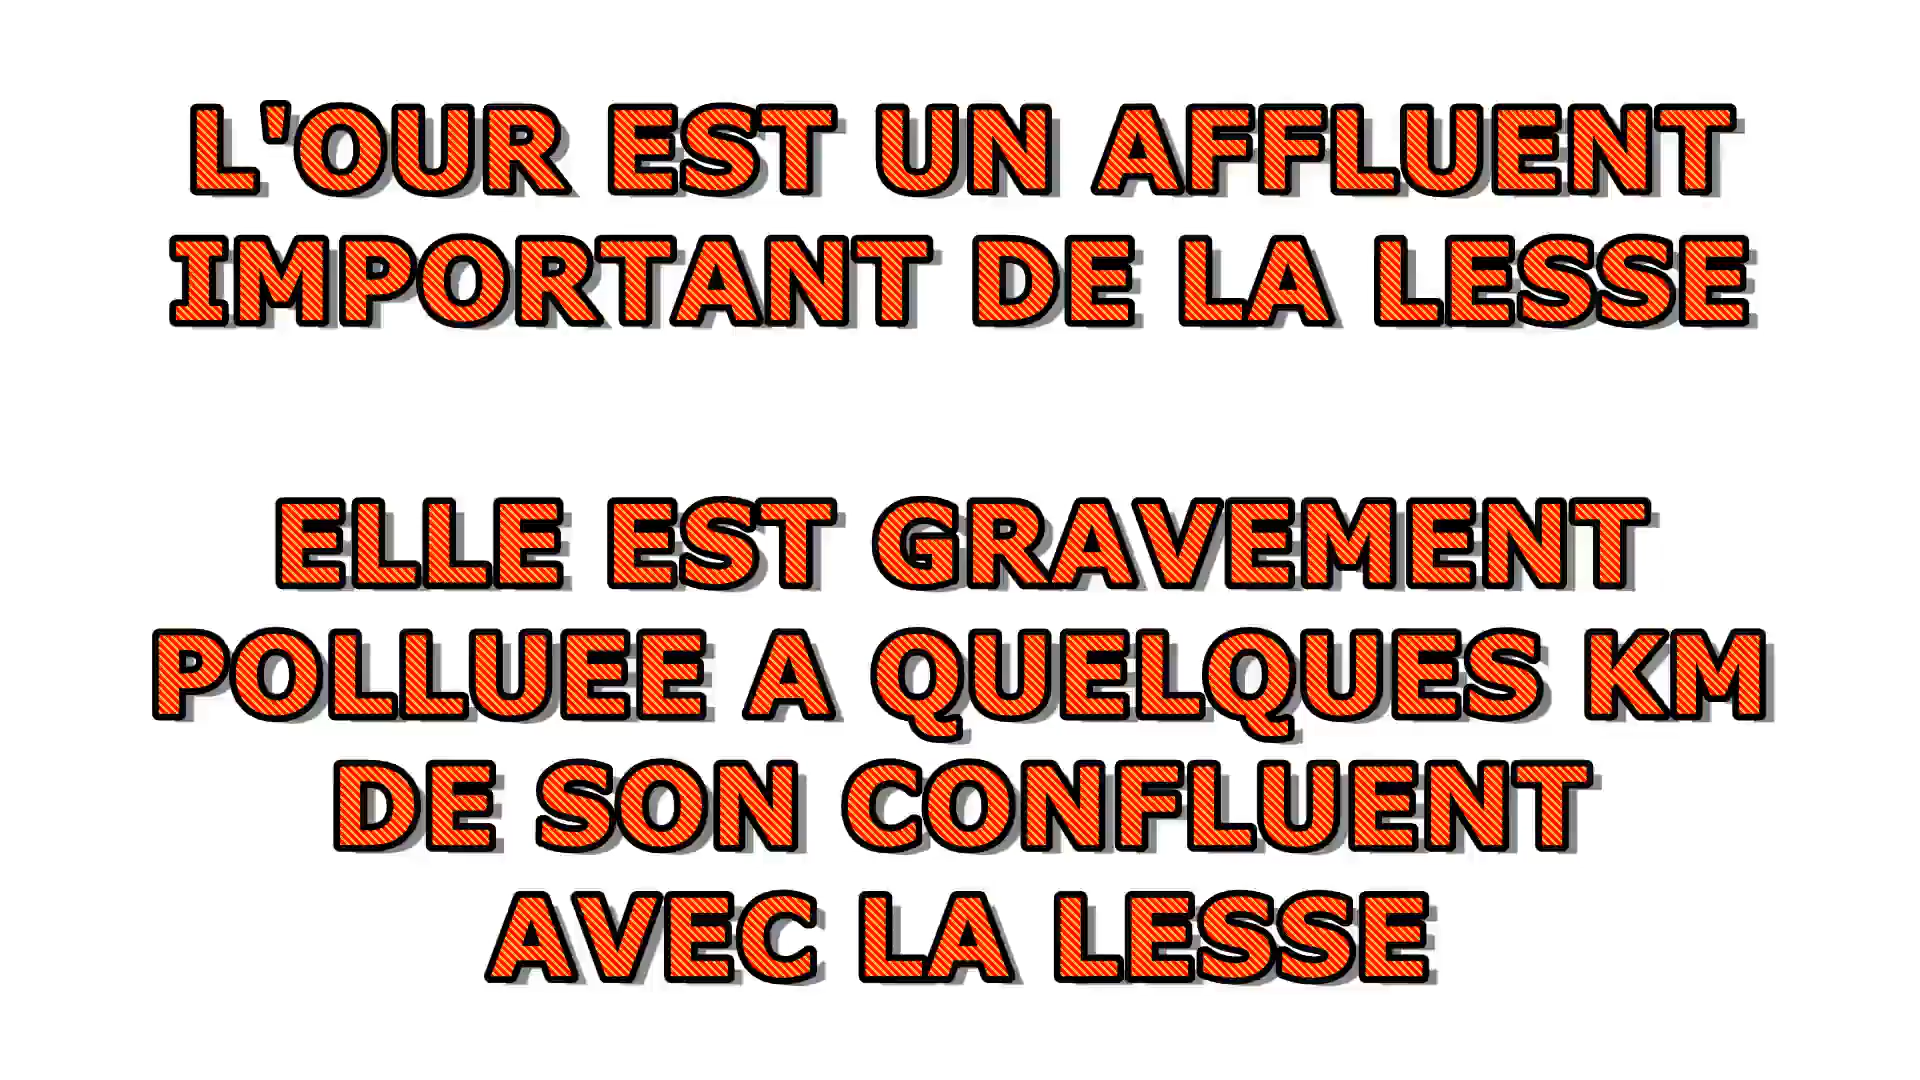 L'OUR EST UN AFFLUENT
IMPORTANT DE LA LESSE
ELLE EST GRAVEMENT
POLLUEE A QUELQUES KM
DE SON CONFLUENT
AVEC LA LESSE